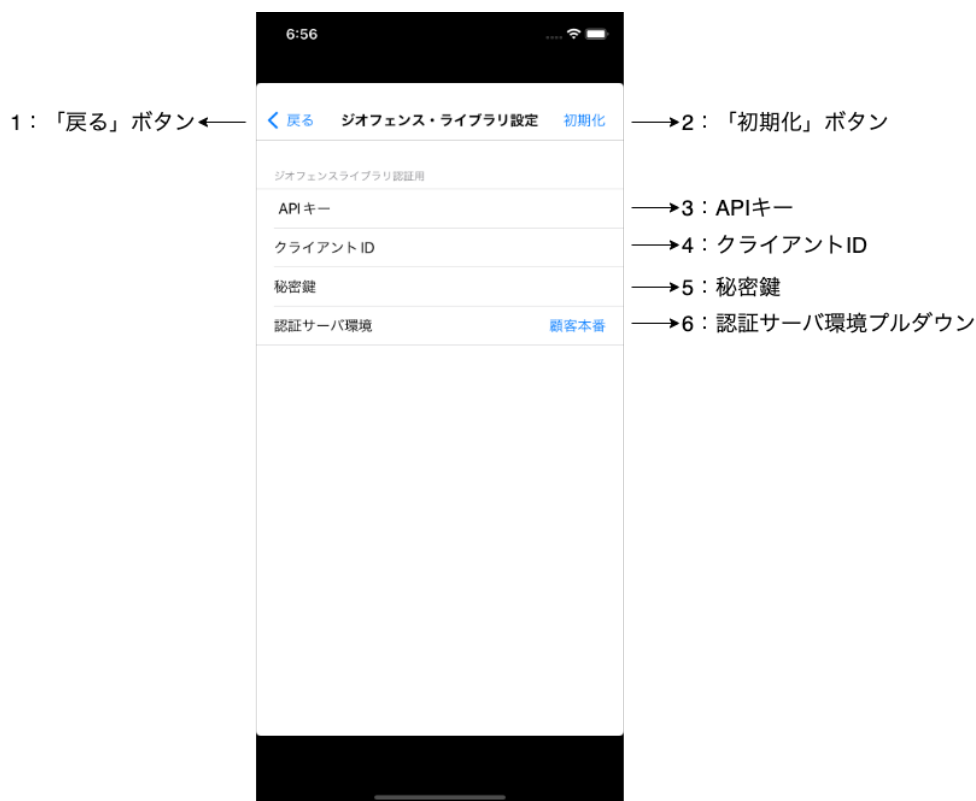 6:56
1：「戻る」ボタン
戻る ジオフェンス・ライブラリ設定 初期化
2：「初期化」ボタン
ジオフェンスライブラリ認証用
APIキー
3：APIキー
クライアントID
4：クライアントID
秘密鍵
5：秘密鍵
認証サーバ環境 顧客本番
6：認証サーバ環境プルダウン